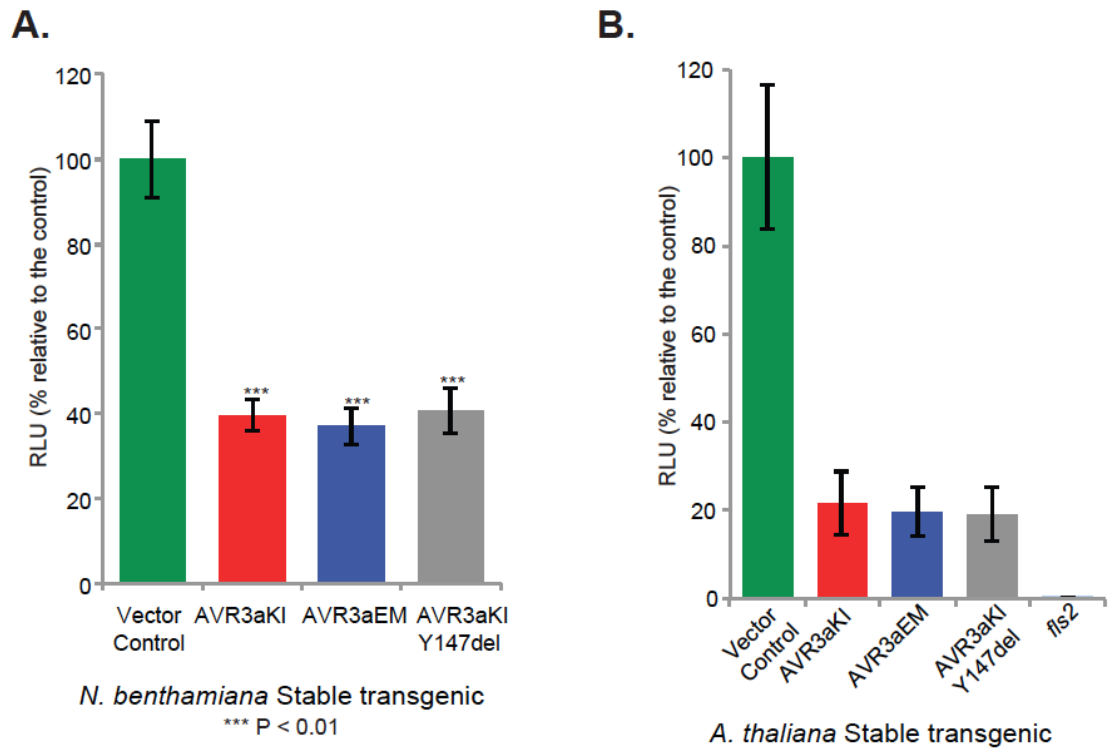 A.
RLU (% relative to the control)
120
100
80
60
40
20
0
***
***
***
Vector
Control
AVR3aKI
AVR3aEM
AVR3aKI
Y147del
N. benthamiana Stable transgenic
*** P < 0.01
B.
RLU (% relative to the control)
120
100
80
60
40
20
0
Vector
Control
AVR3aKI
AVR3aEM
AVR3aKI
Y147del
fls2
A. thaliana Stable transgenic